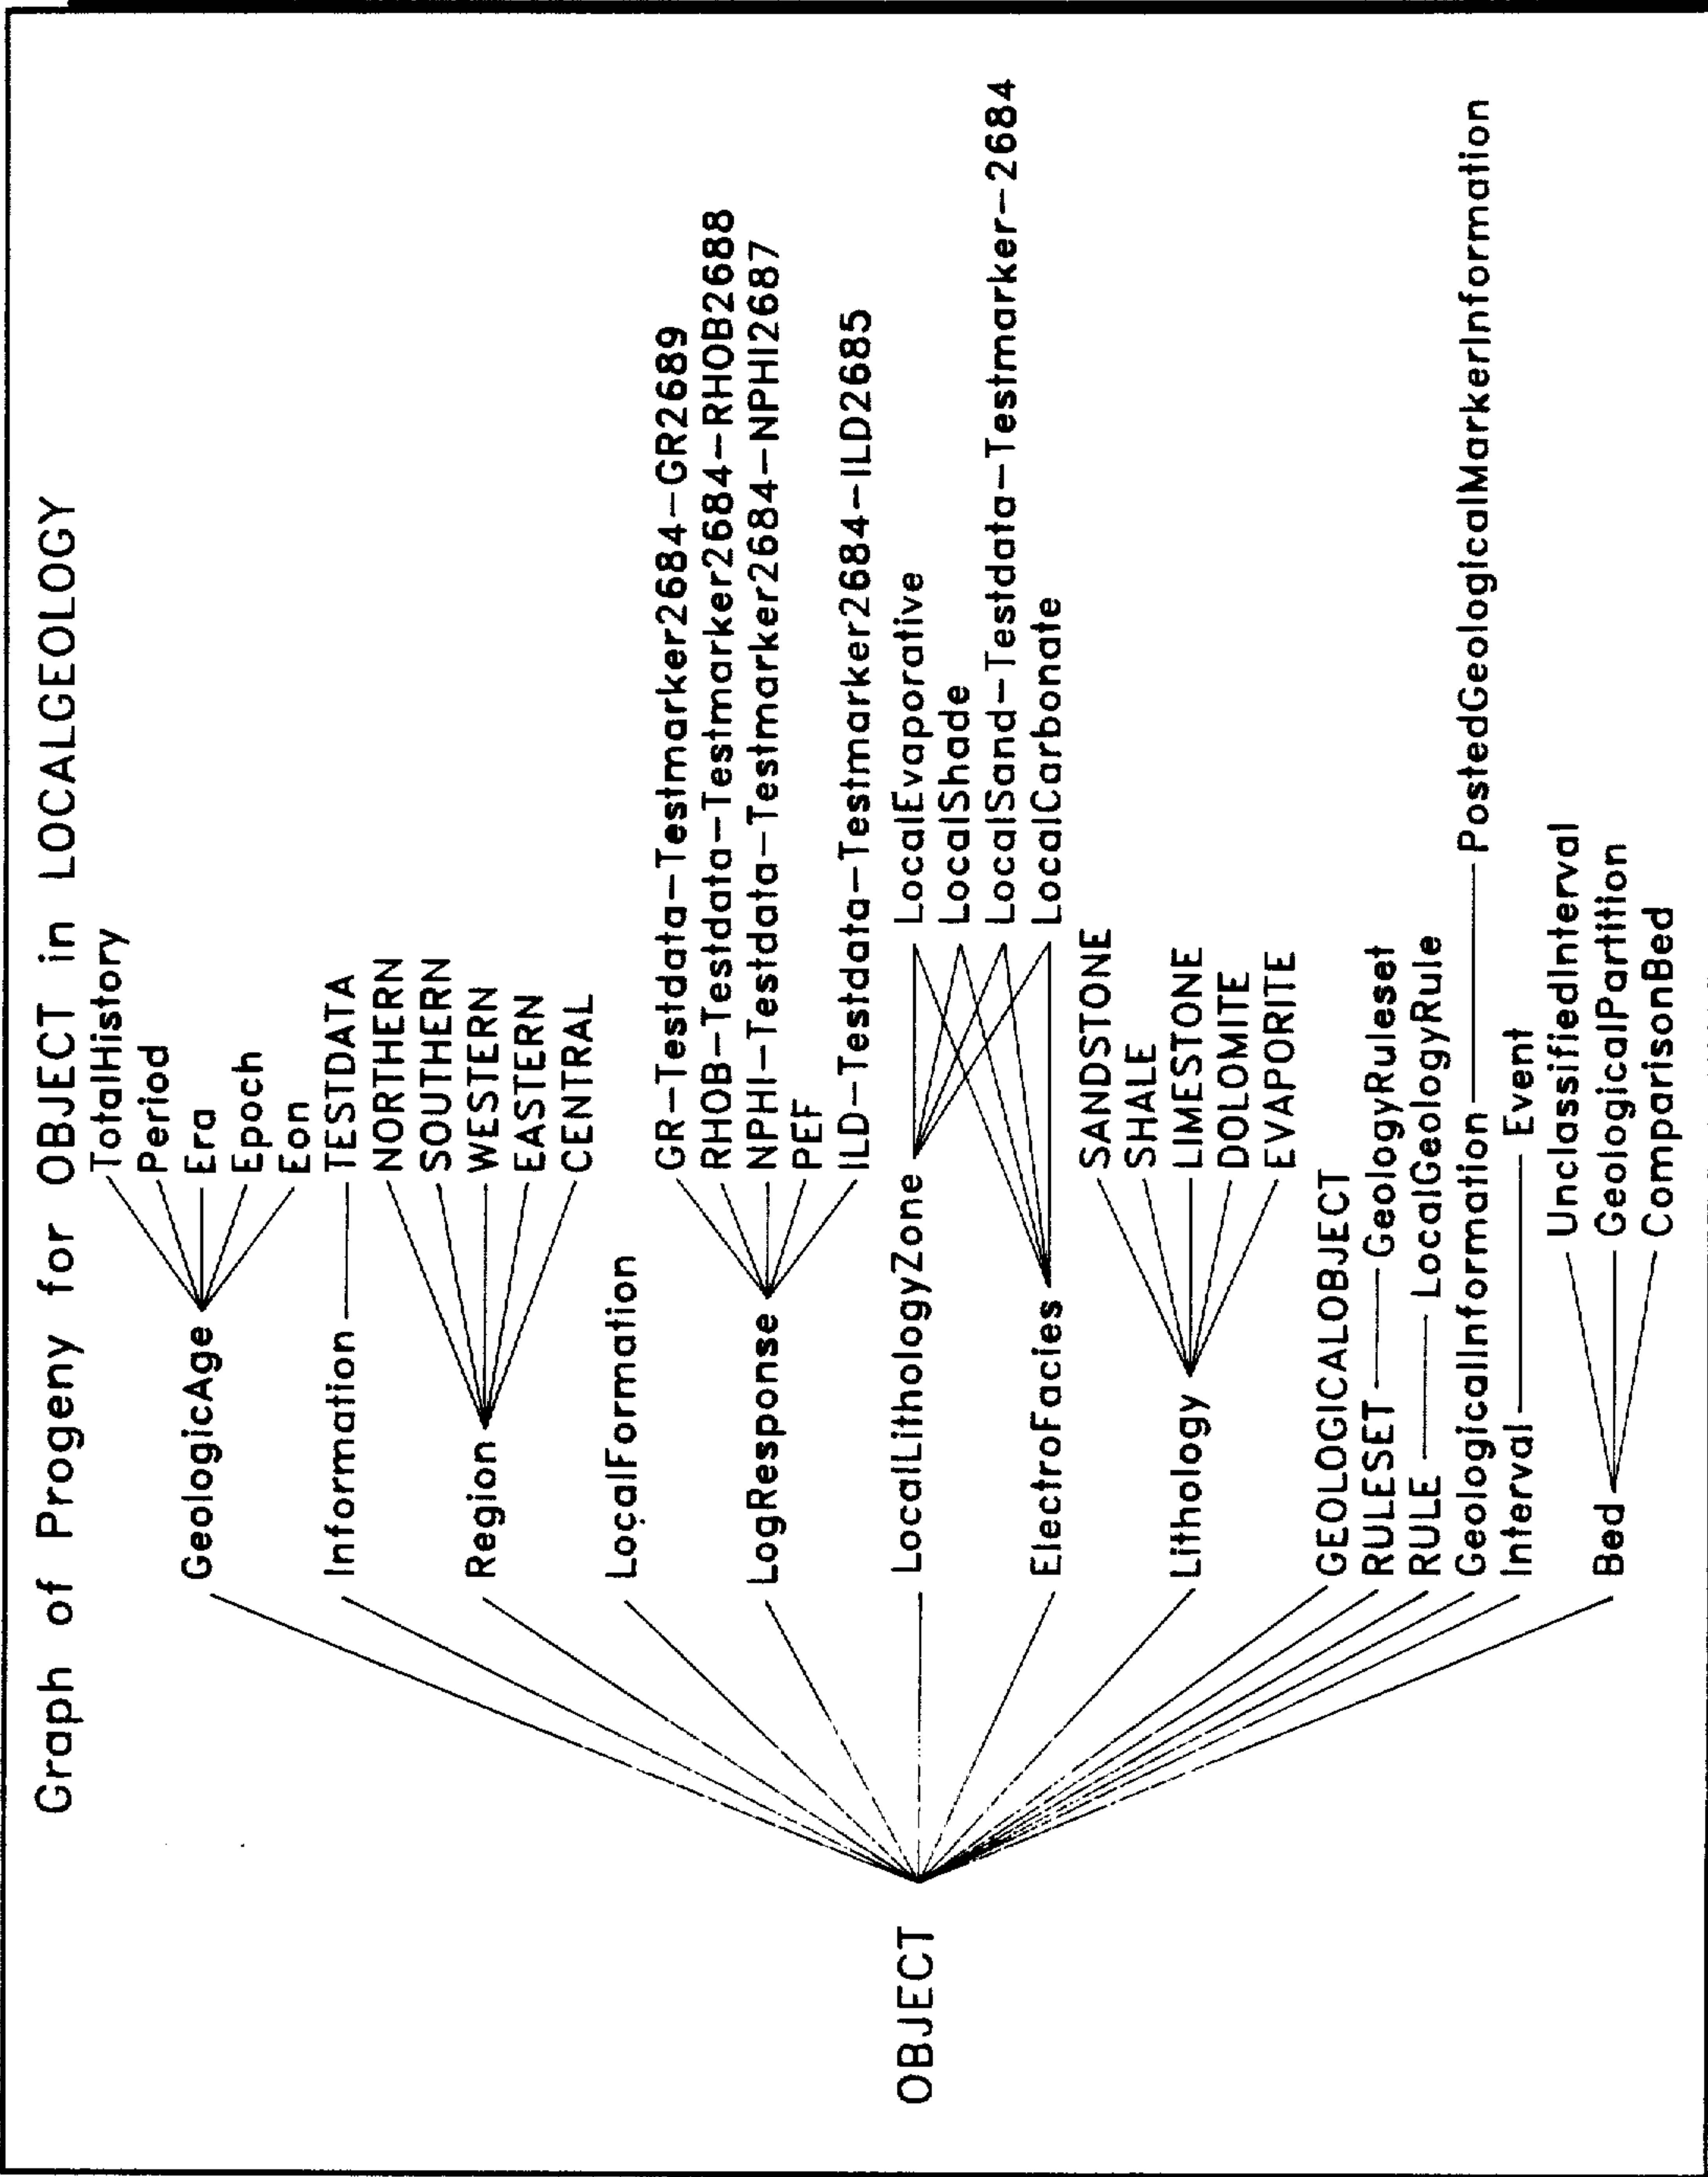 Graph of Progeny for OBJECT in LOCALGEOLOGY
OBJECT
GeologicAge
TotalHistory
Period
Era
Epoch
Eon
Information
TESTDATA
Region
NORTHERN
SOUTHERN
WESTERN
EASTERN
CENTRAL
LocalFormation
LogResponse
GR-Testdata-Testmarker2684-GR2689
RHOB-Testdata-Testmarker2684-RHOB2688
NPHI-Testdata-Testmarker2684-NPHI2687
PEF
ILD-Testdata-Testmarker2684-ILD2685
LocalLithologyZone
LocalEvaporative
LocalShade
LocalSand-Testdata-Testmarker-2684
LocalCarbonate
ElectroFacies
Lithology
SANDSTONE
SHALE
LIMESTONE
DOLOMITE
EVAPORITE
GEOLOGICALOBJECT
RULESET GeologyRuleset
RULE LocalGeologyRule
GeologicalInformation PostedGeologicalMarkerInformation
Interval Event
Bed
UnclassifiedInterval
GeologicalPartition
ComparisonBed